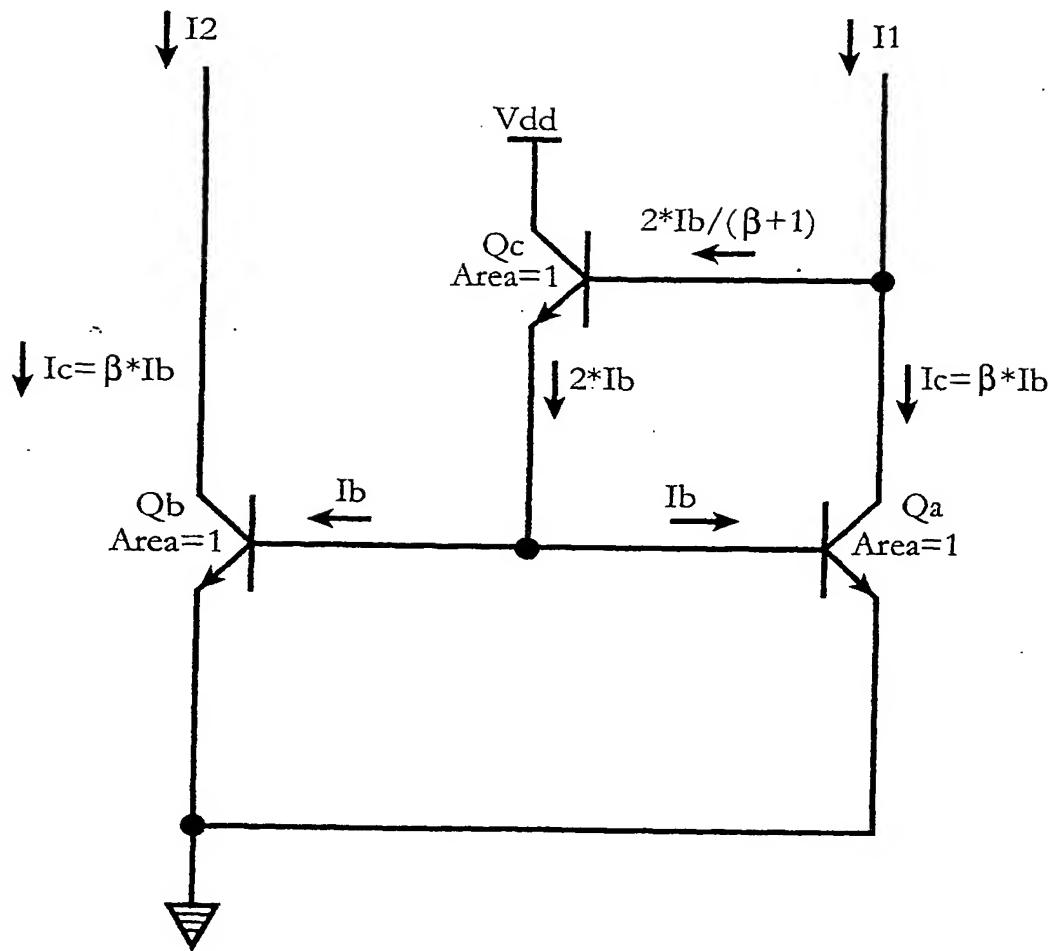 I2
I1
Vdd
2*Ib/(β+1)
Qc
Area=1
Ic=β*Ib
2*Ib
Ic=β*Ib
Ib
Ib
Qb
Area=1
Qa
Area=1